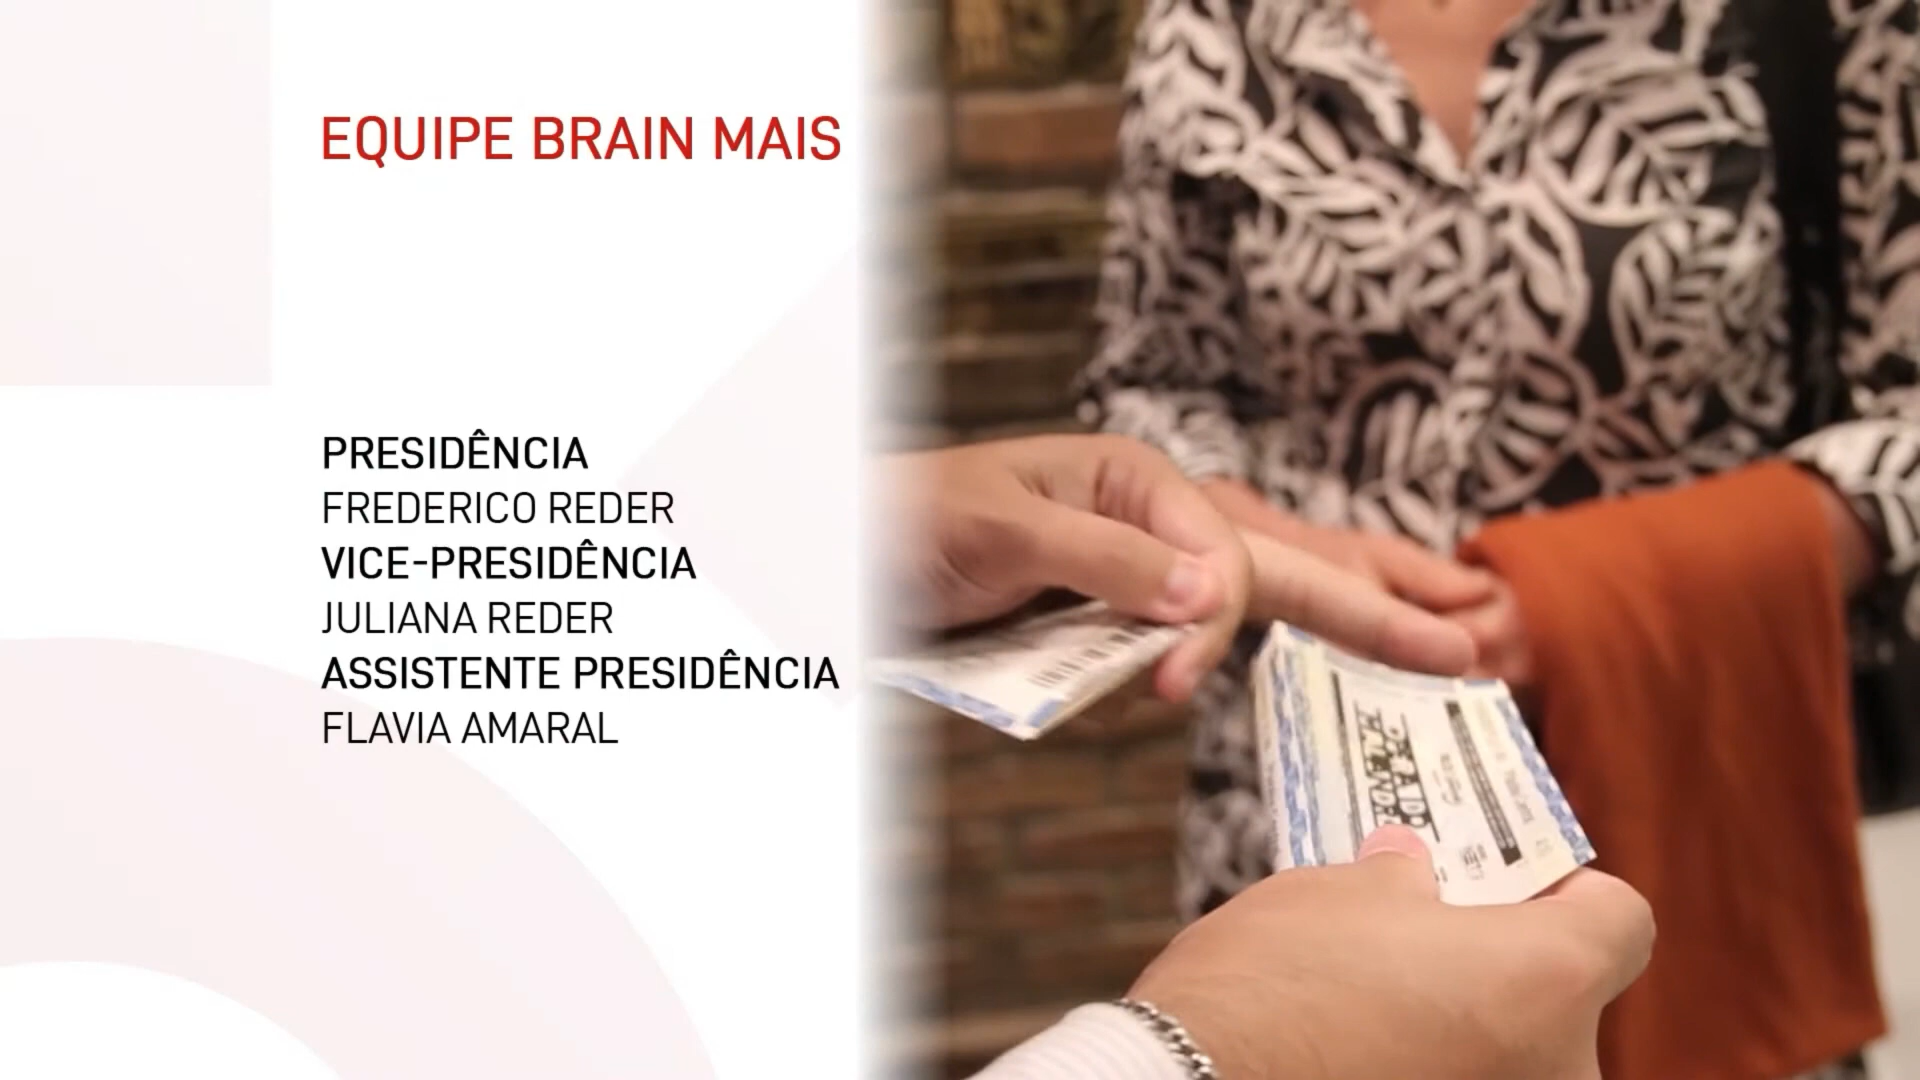 EQUIPE BRAIN MAIS
PRESIDÊNCIA
FREDERICO REDER
VICE-PRESIDÊNCIA
JULIANA REDER
ASSISTENTE PRESIDÊNCIA
FLAVIA AMARAL